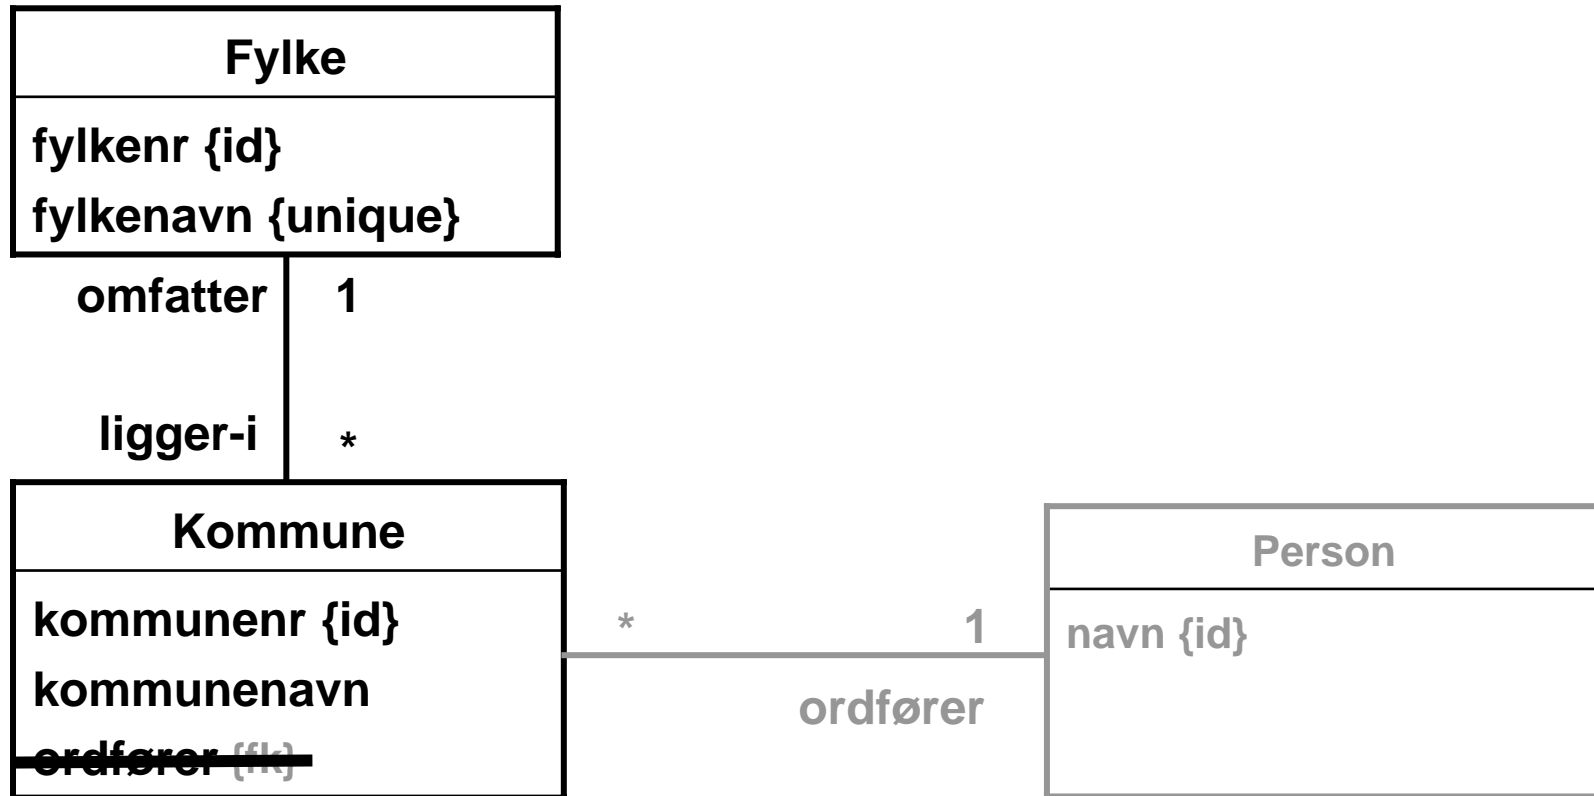 Fylke
fylkenr {id}
fylkenavn {unique}
omfatter 1
ligger-i *
Kommune
kommunenr {id}
kommunenavn
ordfører {fk}
* 1
ordfører
Person
navn {id}